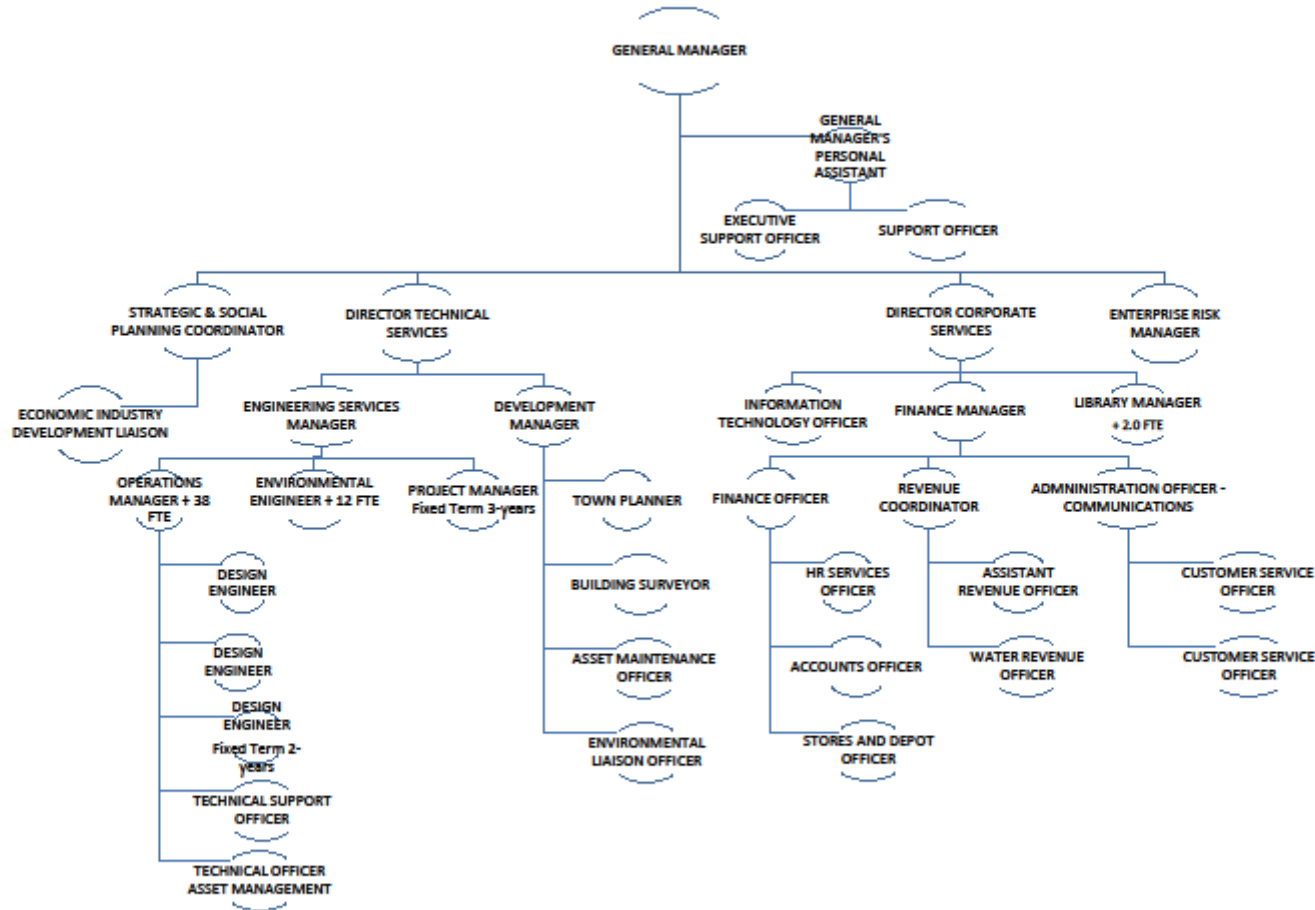 GENERAL MANAGER
GENERAL
MANAGER'S
PERSONAL
ASSISTANT
EXECUTIVE
SUPPORT OFFICER
SUPPORT OFFICER
STRATEGIC & SOCIAL
PLANNING COORDINATOR
DIRECTOR TECHNICAL
SERVICES
DIRECTOR CORPORATE
SERVICES
ENTERPRISE RISK
MANAGER
ECONOMIC INDUSTRY
DEVELOPMENT LIAISON
ENGINEERING SERVICES
MANAGER
DEVELOPMENT
MANAGER
INFORMATION
TECHNOLOGY OFFICER
FINANCE MANAGER
LIBRARY MANAGER
+ 2.0 FTE
OPERATIONS
MANAGER + 38
FTE
ENVIRONMENTAL
ENIGINEER + 12 FTE
PROJECT MANAGER
Fixed Term 3-years
TOWN PLANNER
FINANCE OFFICER
REVENUE
COORDINATOR
ADMNINISTRATION OFFICER -
COMMUNICATIONS
DESIGN
ENGINEER
BUILDING SURVEYOR
HR SERVICES
OFFICER
ASSISTANT
REVENUE OFFICER
CUSTOMER SERVICE
OFFICER
DESIGN
ENGINEER
ASSET MAINTENANCE
OFFICER
ACCOUNTS OFFICER
WATER REVENUE
OFFICER
CUSTOMER SERVICE
OFFICER
DESIGN
ENGINEER
Fixed Term 2-
years
ENVIRONMENTAL
LIAISON OFFICER
STORES AND DEPOT
OFFICER
TECHNICAL SUPPORT
OFFICER
TECHNICAL OFFICER
ASSET MANAGEMENT